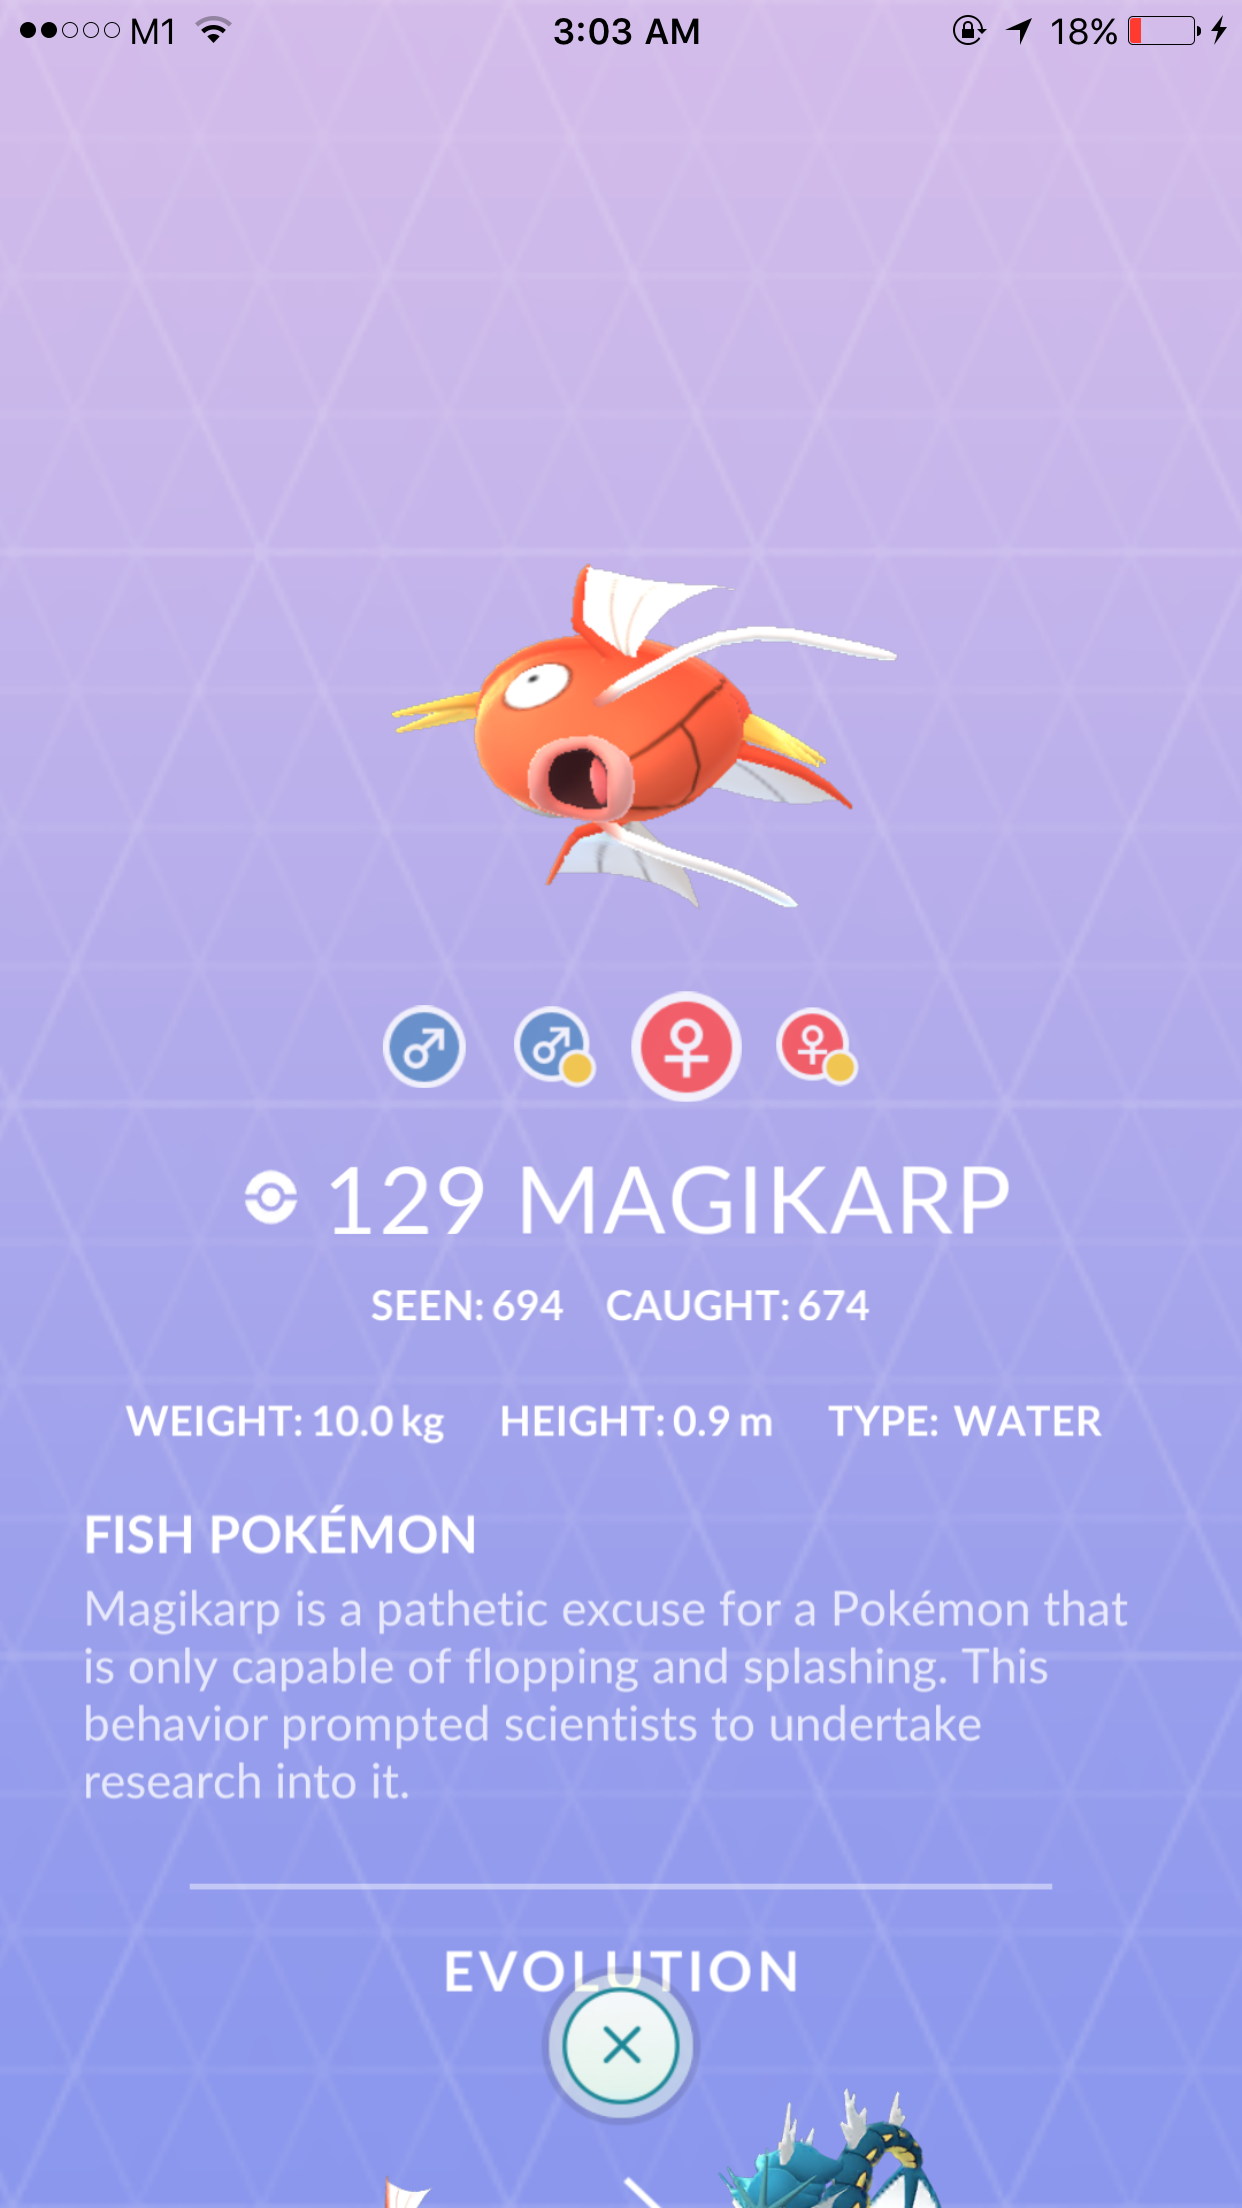 M1 3:03 AM 18%
129 MAGIKARP
SEEN: 694 CAUGHT: 674
WEIGHT: 10.0 kg HEIGHT: 0.9 m TYPE: WATER
FISH POKÉMON
Magikarp is a pathetic excuse for a Pokémon that
is only capable of flopping and splashing. This
behavior prompted scientists to undertake
research into it.
EVOLUTION